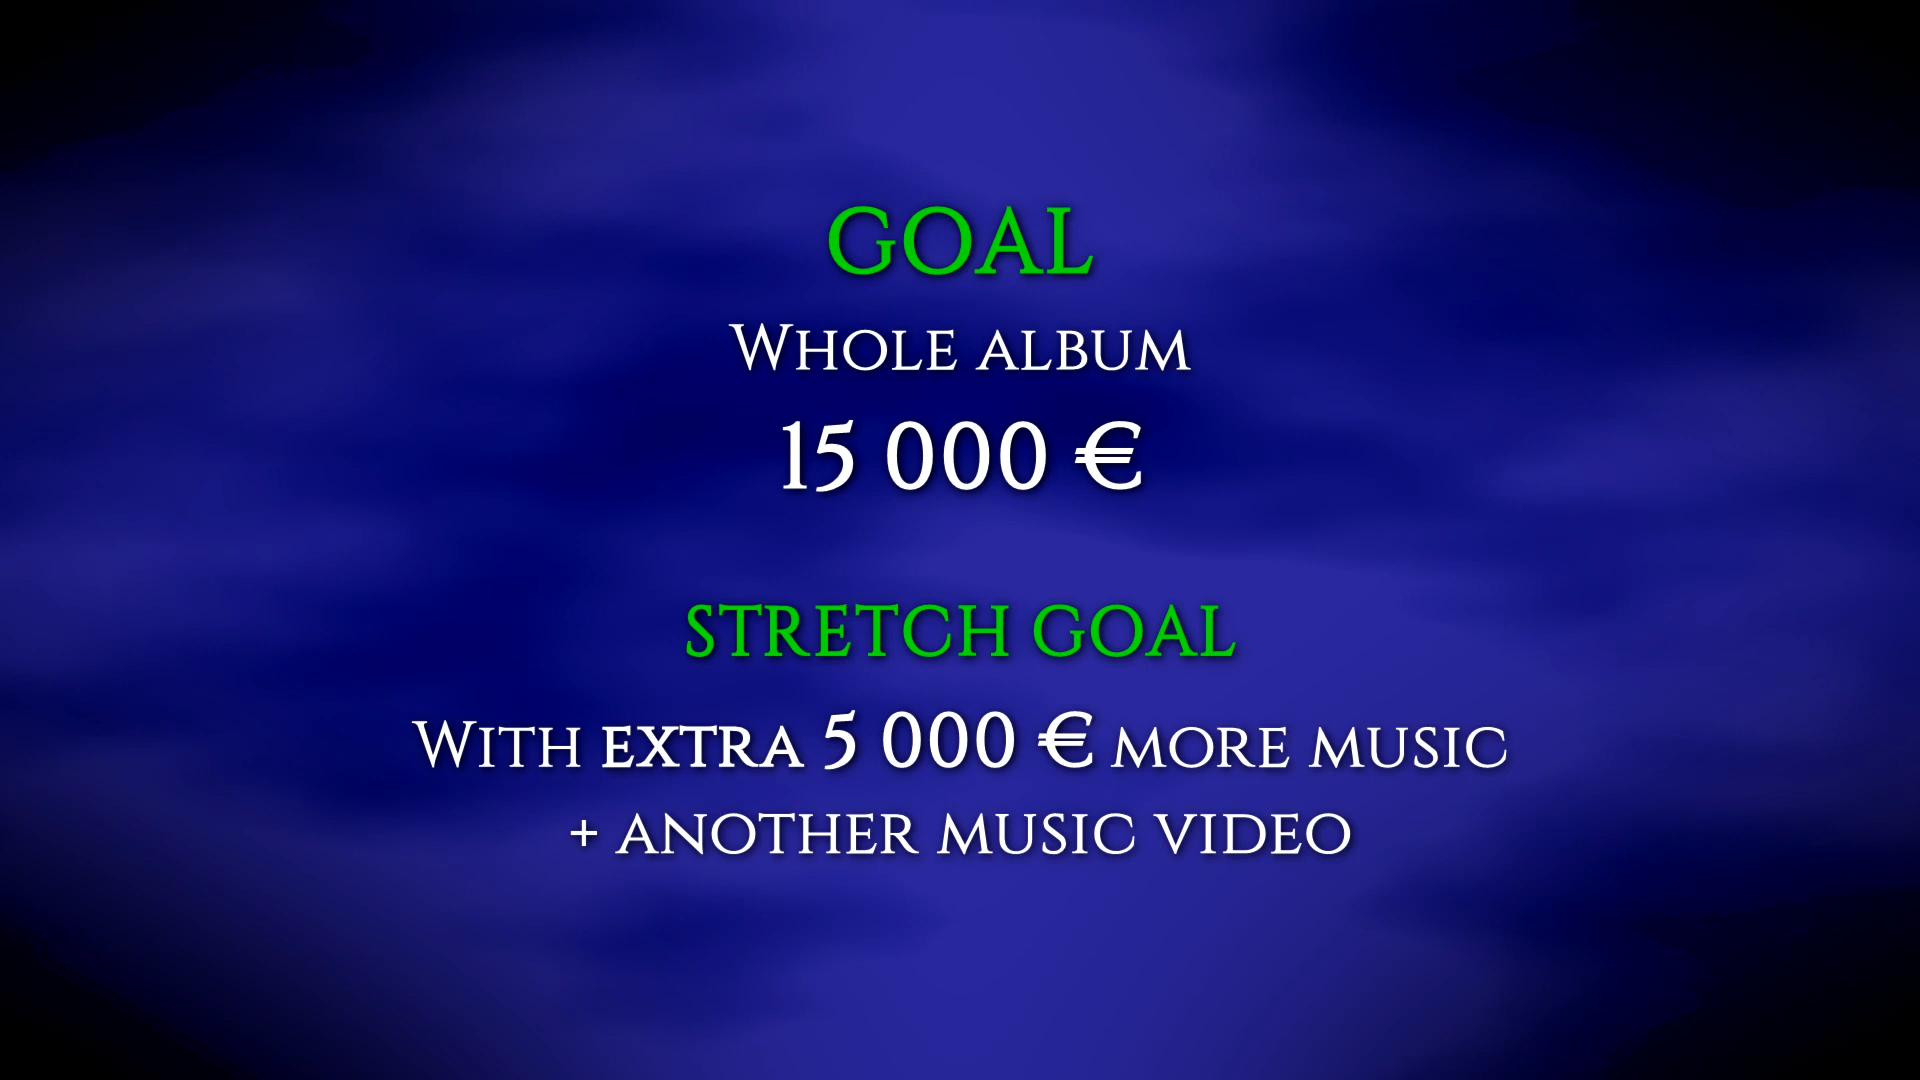 GOAL
Whole album
15 000 €
STRETCH GOAL
With extra 5 000 € more music
+ another music video